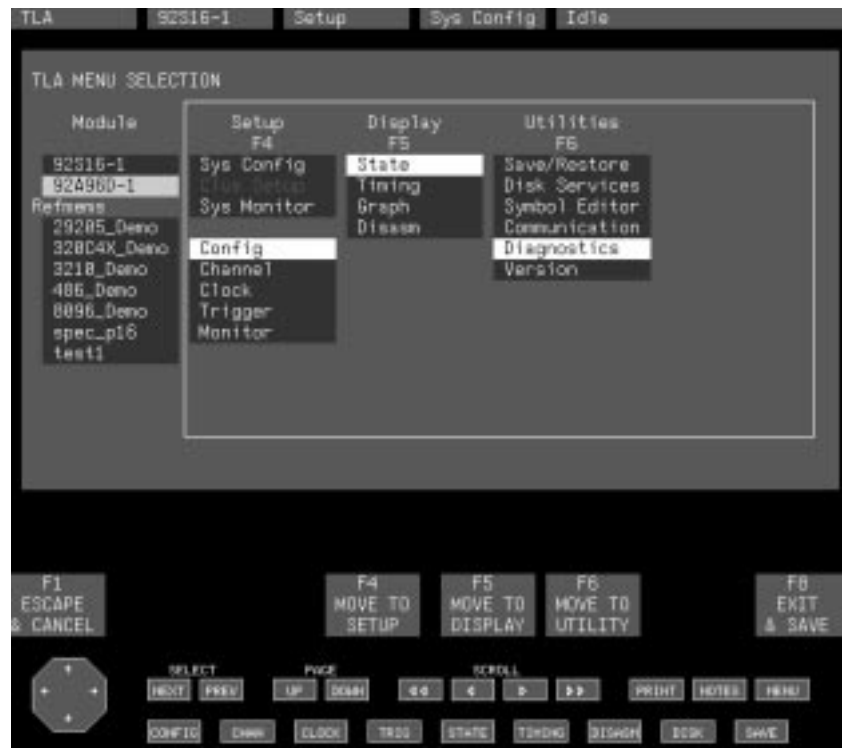 TLA 92S16-1 Setup Sys Config Idle
TLA MENU SELECTION
Module Setup Display Utilities
F4 F5 F6
92S16-1 Sys Config State Save/Restore
92A96D-1 Timing Disk Services
Refmems Sys Monitor Graph Symbol Editor
29205_Demo Disasm Communication
320C4X_Demo Config Diagnostics
3210_Demo Channel Version
486_Demo Clock
8096_Demo Trigger
spec_p16 Monitor
test1
F1 F4 F5 F6 F8
ESCAPE MOVE TO MOVE TO MOVE TO EXIT
& CANCEL SETUP DISPLAY UTILITY & SAVE
SELECT PAGE SCROLL
NEXT PREV UP DOWN PRINT NOTES MENU
CONFIG CHAN CLOCK TRIG STATE TIMING DISASM DISK SAVE